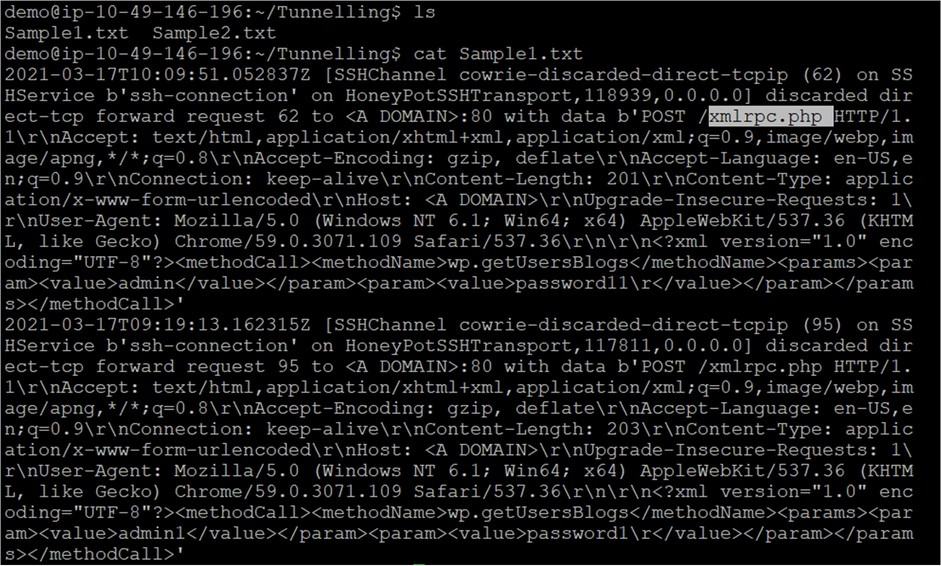 demo@ip-10-49-146-196:~/Tunnelling$ ls
Sample1.txt  Sample2.txt
demo@ip-10-49-146-196:~/Tunnelling$ cat Sample1.txt
2021-03-17T10:09:51.052837Z [SSHChannel cowrie-discarded-direct-tcpip (62) on SS
HService b'ssh-connection' on HoneyPotSSHTransport,118939,0.0.0.0] discarded dir
ect-tcp forward request 62 to <A DOMAIN>:80 with data b'POST /xmlrpc.php HTTP/1.
1\r\nAccept: text/html,application/xhtml+xml,application/xml;q=0.9,image/webp,im
age/apng,*/*;q=0.8\r\nAccept-Encoding: gzip, deflate\r\nAccept-Language: en-US,e
n;q=0.9\r\nConnection: keep-alive\r\nContent-Length: 201\r\nContent-Type: applic
ation/x-www-form-urlencoded\r\nHost: <A DOMAIN>\r\nUpgrade-Insecure-Requests: 1\
r\nUser-Agent: Mozilla/5.0 (Windows NT 6.1; Win64; x64) AppleWebKit/537.36 (KHTM
L, like Gecko) Chrome/59.0.3071.109 Safari/537.36\r\n\r\n<?xml version="1.0" enc
oding="UTF-8"?><methodCall><methodName>wp.getUsersBlogs</methodName><params><par
am><value>admin</value></param><param><value>password11\r</value></param></param
s></methodCall>'
2021-03-17T09:19:13.162315Z [SSHChannel cowrie-discarded-direct-tcpip (95) on SS
HService b'ssh-connection' on HoneyPotSSHTransport,117811,0.0.0.0] discarded dir
ect-tcp forward request 95 to <A DOMAIN>:80 with data b'POST /xmlrpc.php HTTP/1.
1\r\nAccept: text/html,application/xhtml+xml,application/xml;q=0.9,image/webp,im
age/apng,*/*;q=0.8\r\nAccept-Encoding: gzip, deflate\r\nAccept-Language: en-US,e
n;q=0.9\r\nConnection: keep-alive\r\nContent-Length: 203\r\nContent-Type: applic
ation/x-www-form-urlencoded\r\nHost: <A DOMAIN>\r\nUpgrade-Insecure-Requests: 1\
r\nUser-Agent: Mozilla/5.0 (Windows NT 6.1; Win64; x64) AppleWebKit/537.36 (KHTM
L, like Gecko) Chrome/59.0.3071.109 Safari/537.36\r\n\r\n<?xml version="1.0" enc
oding="UTF-8"?><methodCall><methodName>wp.getUsersBlogs</methodName><params><par
am><value>admin1</value></param><param><value>password1\r</value></param></param
s></methodCall>'